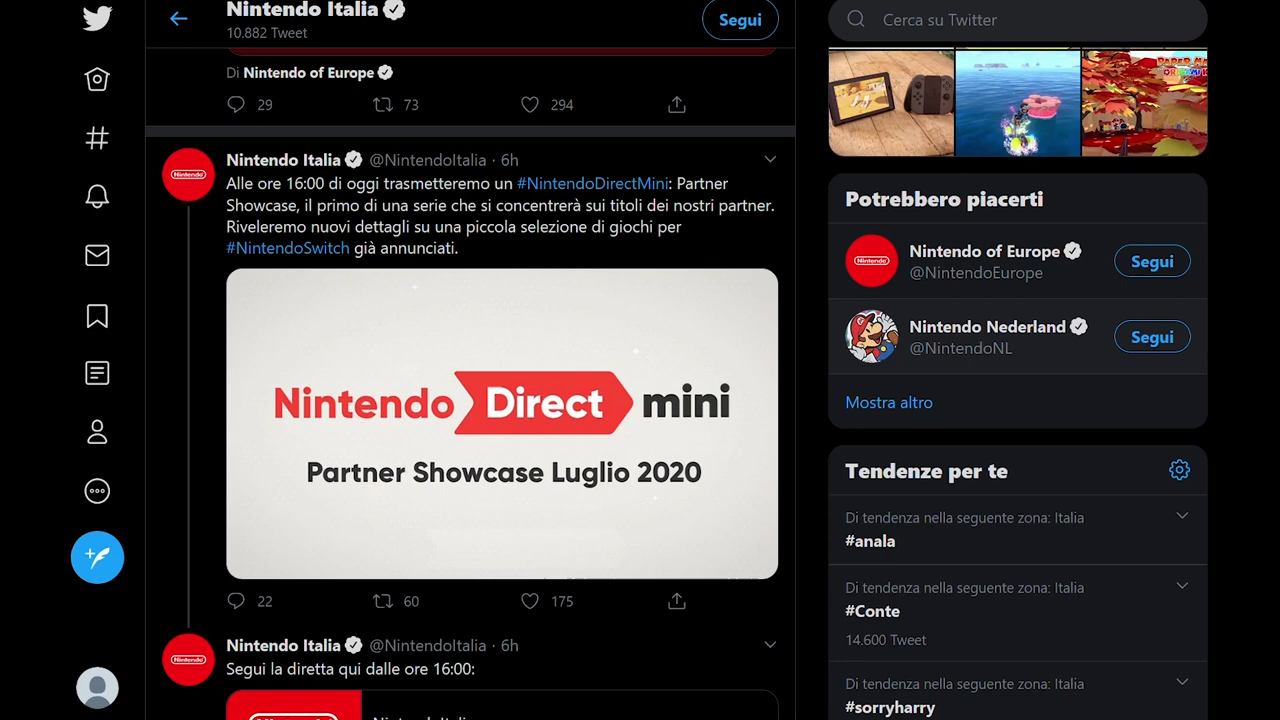 Nintendo Italia
10.882 Tweet
Segui
Di Nintendo of Europe
29 73 294
Nintendo Italia @NintendoItalia · 6h
Alle ore 16:00 di oggi trasmetteremo un #NintendoDirectMini: Partner
Showcase, il primo di una serie che si concentrerà sui titoli dei nostri partner.
Riveleremo nuovi dettagli su una piccola selezione di giochi per
#NintendoSwitch già annunciati.
Nintendo Direct mini
Partner Showcase Luglio 2020
22 60 175
Nintendo Italia @NintendoItalia · 6h
Segui la diretta qui dalle ore 16:00:
Nintendo
Nintendo
Cerca su Twitter
Potrebbero piacerti
Nintendo
Nintendo of Europe
@NintendoEurope
Segui
Nintendo Nederland
@NintendoNL
Segui
Mostra altro
Tendenze per te
Di tendenza nella seguente zona: Italia
#anala
Di tendenza nella seguente zona: Italia
#Conte
14.600 Tweet
Di tendenza nella seguente zona: Italia
#sorryharry